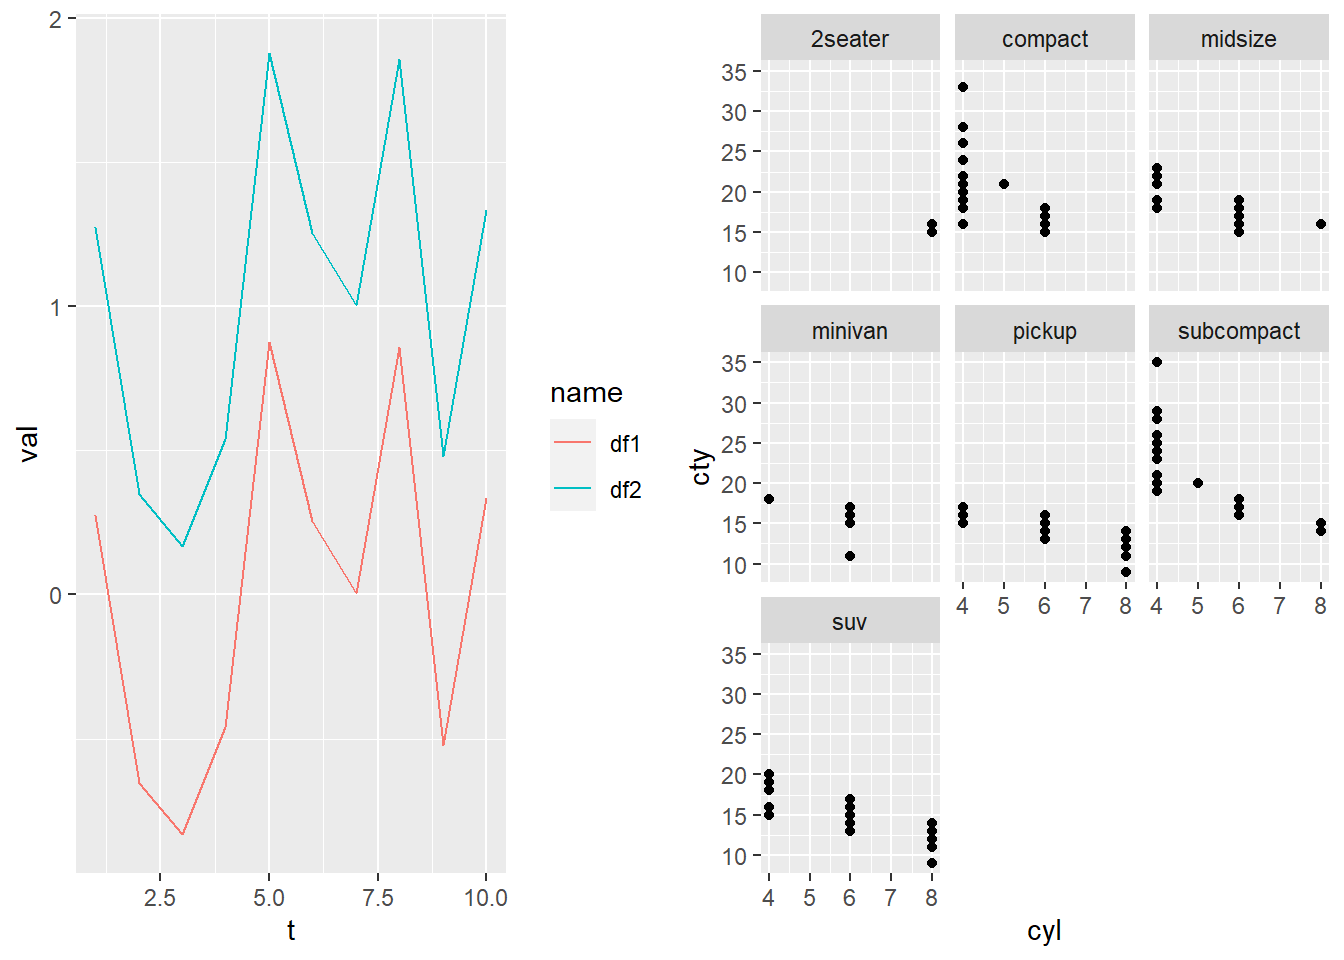 2
1
0
val
2.5 5.0 7.5 10.0
t
name
df1
df2
2seater compact midsize
35
30
25
20
15
10
minivan pickup subcompact
35
30
25
20
15
10
4 5 6 7 8 4 5 6 7 8
suv
35
30
25
20
15
10
4 5 6 7 8
cty
cyl